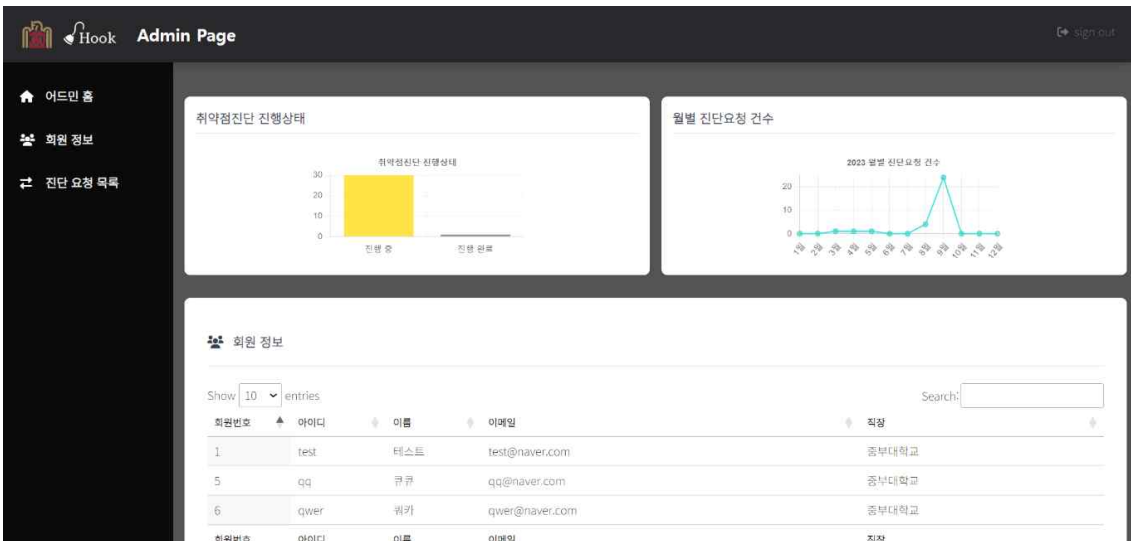 Hook Admin Page
sign out
어드민 홈
회원 정보
진단 요청 목록
취약점진단 진행상태
취약점진단 진행상태
30
20
10
0
진행 중 진행 완료
월별 진단요청 건수
2023 월별 진단요청 건수
20
10
0
1월 2월 3월 4월 5월 6월 7월 8월 9월 10월 11월 12월
회원 정보
Show 10 entries
Search:
회원번호 아이디 이름 이메일 직장
1 test 테스트 test@naver.com 중부대학교
5 qq 큐큐 qq@naver.com 중부대학교
6 qwer 쿼카 qwer@naver.com 중부대학교
회원번호 아이디 이름 이메일 직장